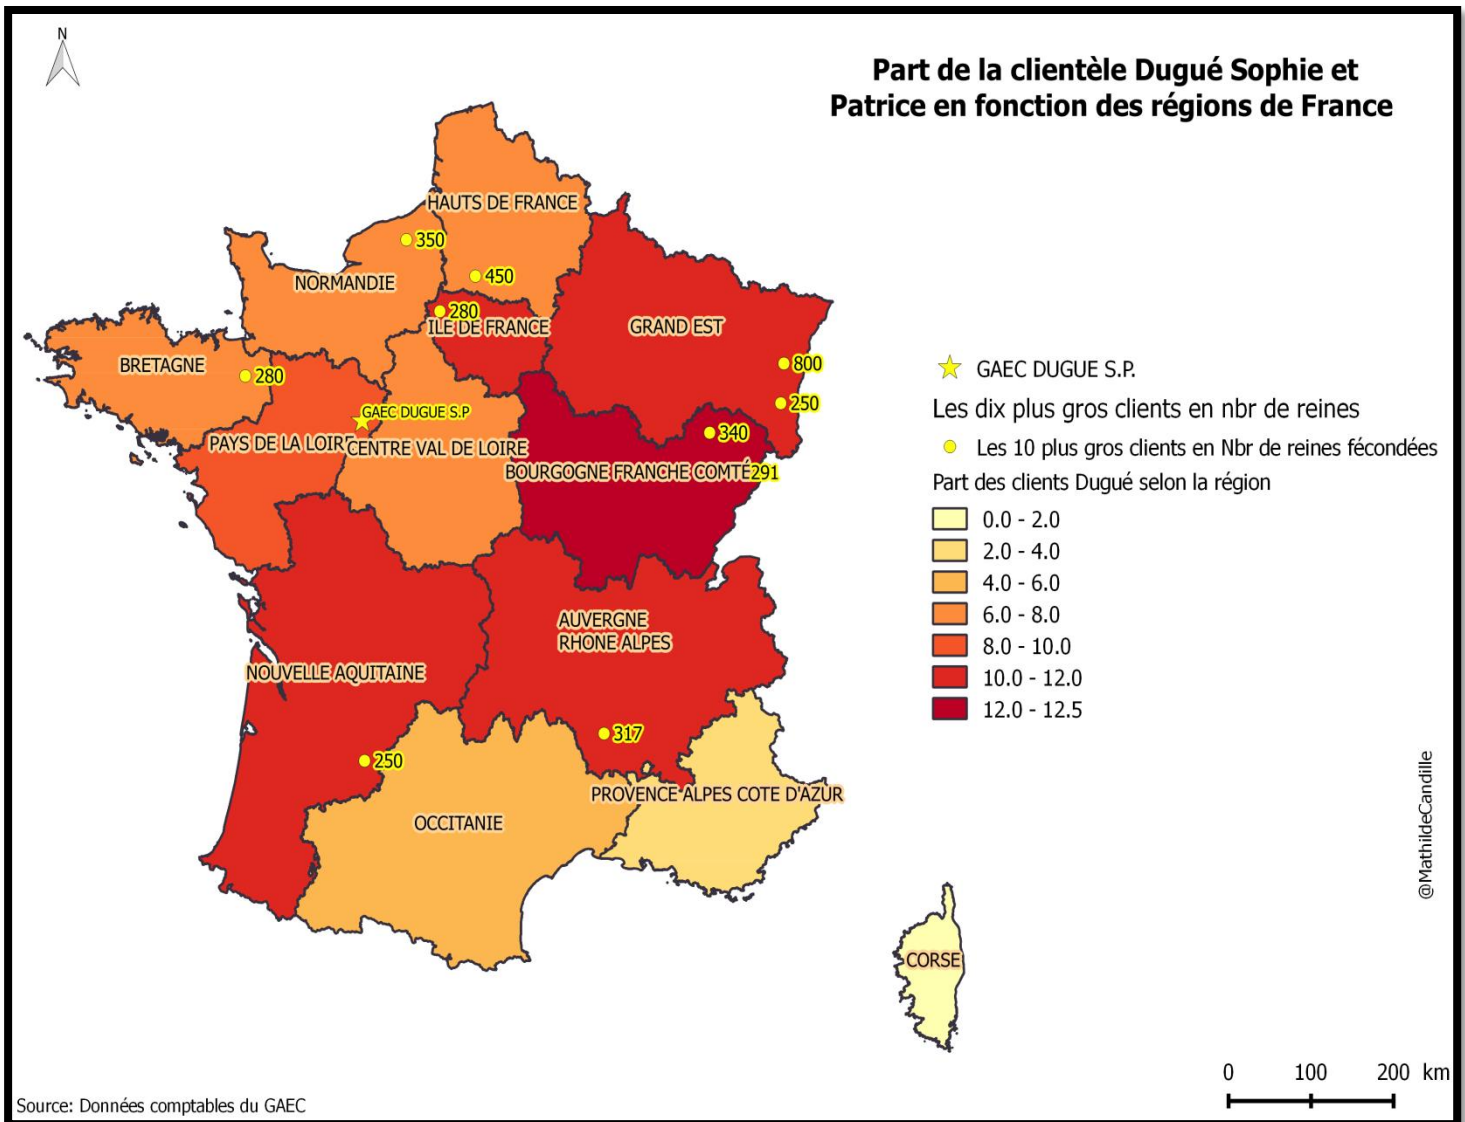 N
Part de la clientèle Dugué Sophie et
Patrice en fonction des régions de France
HAUTS DE FRANCE
350
450
NORMANDIE
280
ILE DE FRANCE
GRAND EST
BRETAGNE
280
800
250
GAEC DUGUE S.P
340
PAYS DE LA LOIRE
CENTRE VAL DE LOIRE
BOURGOGNE FRANCHE COMTÉ
291
AUVERGNE
RHONE ALPES
NOUVELLE AQUITAINE
317
250
PROVENCE ALPES COTE D'AZUR
OCCITANIE
CORSE
GAEC DUGUE S.P.
Les dix plus gros clients en nbr de reines
Les 10 plus gros clients en Nbr de reines fécondées
Part des clients Dugué selon la région
0.0 - 2.0
2.0 - 4.0
4.0 - 6.0
6.0 - 8.0
8.0 - 10.0
10.0 - 12.0
12.0 - 12.5
@MathildeCandille
0 100 200 km
Source: Données comptables du GAEC